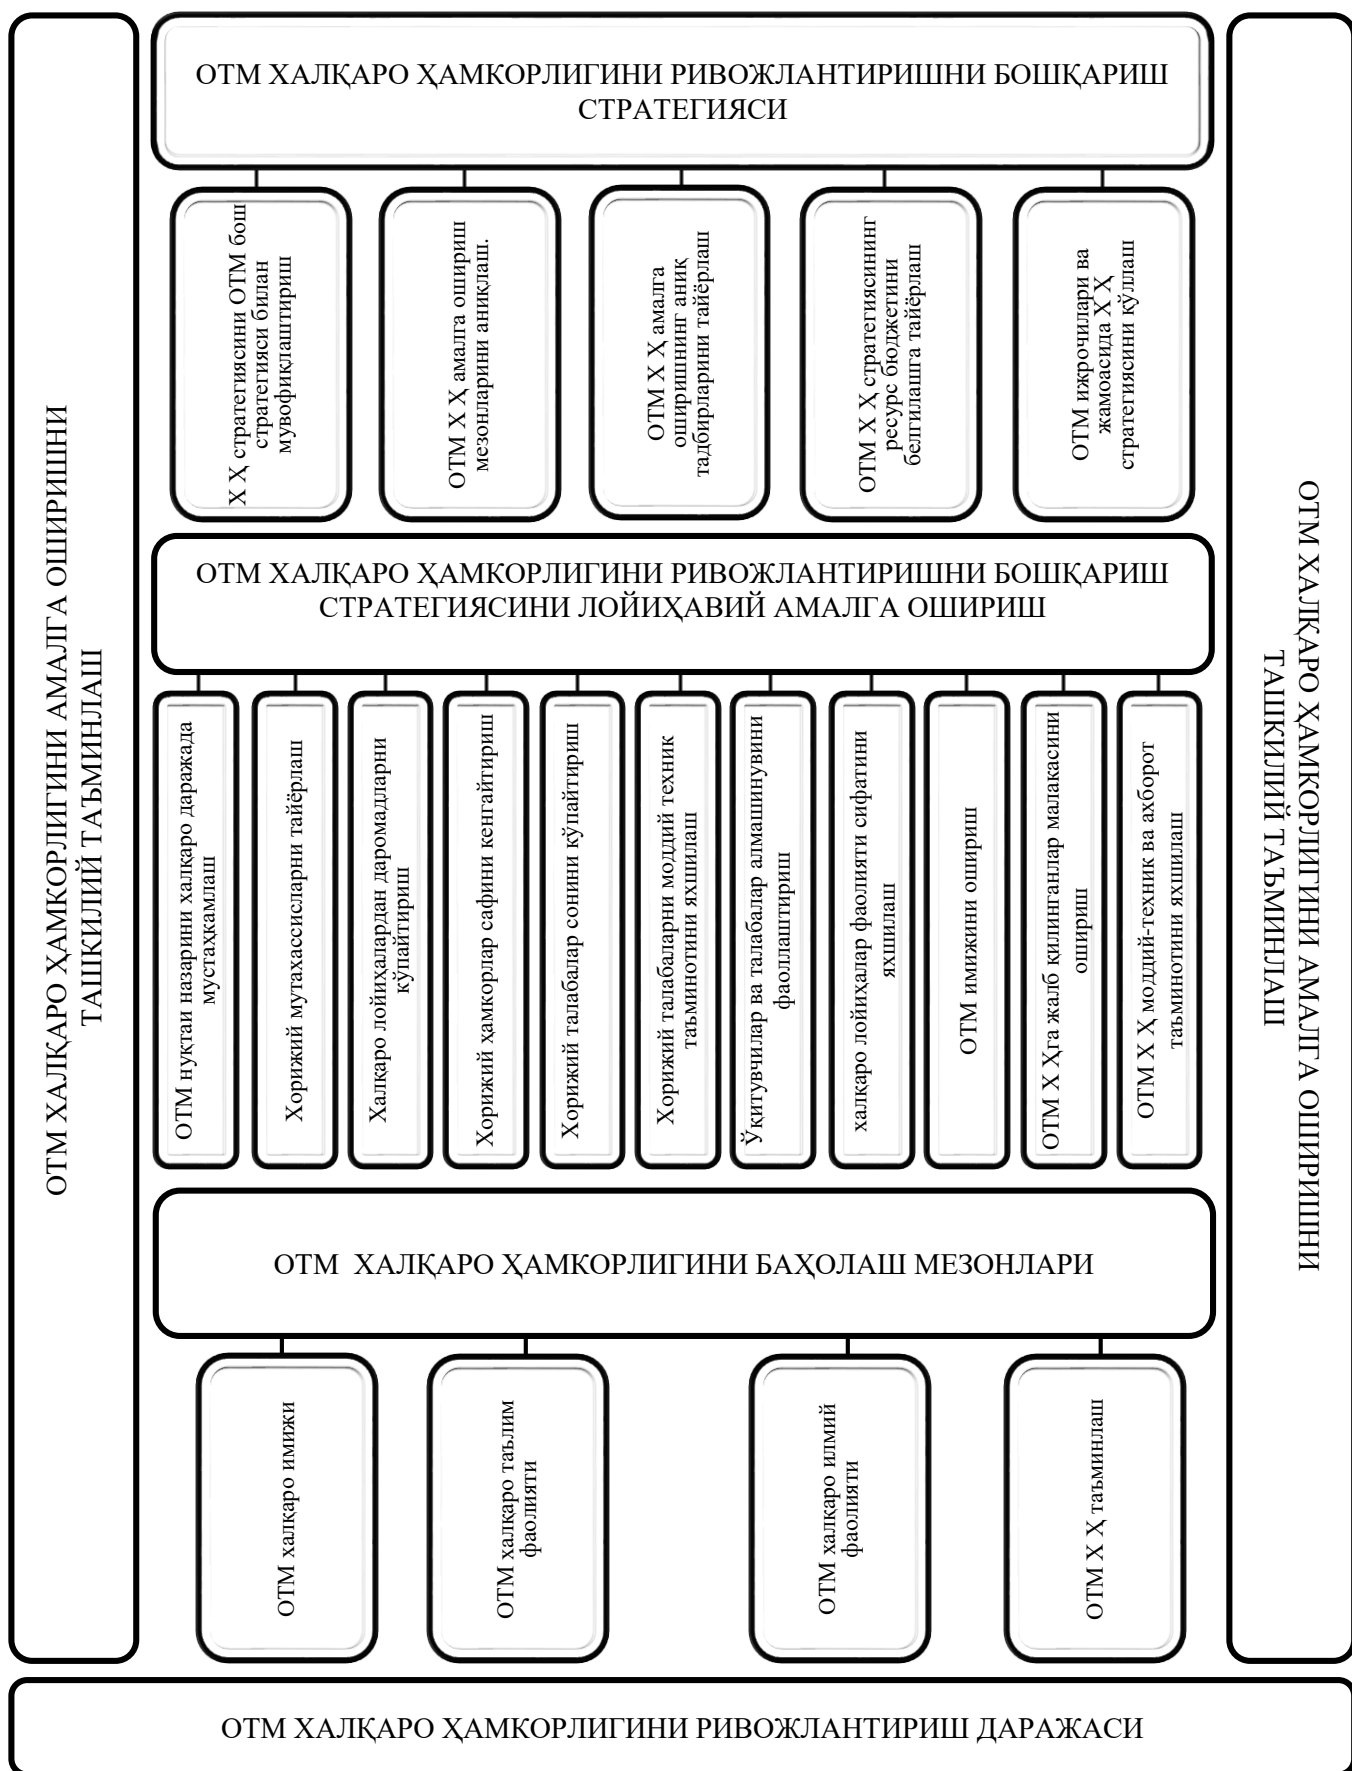 ОТМ ХАЛҚАРО ҲАМКОРЛИГИНИ АМАЛГА ОШИРИШНИ
ТАШКИЛИЙ ТАЪМИНЛАШ
ОТМ ХАЛҚАРО ҲАМКОРЛИГИНИ РИВОЖЛАНТИРИШНИ БОШҚАРИШ
СТРАТЕГИЯСИ
Х Ҳ стратегиясини ОТМ бош
стратегияси билан
мувофиқлаштириш
ОТМ Х Ҳ амалга ошириш
мезонларини аниқлаш.
ОТМ Х Ҳ амалга
оширишнинг аниқ
тадбирларини тайёрлаш
ОТМ Х Ҳ стратегиясининг
ресурс бюджетини
белгилашга тайёрлаш
ОТМ ижрочилари ва
жамоасида Х Ҳ
стратегиясини қўллаш
ОТМ ХАЛҚАРО ҲАМКОРЛИГИНИ РИВОЖЛАНТИРИШНИ БОШҚАРИШ
СТРАТЕГИЯСИНИ ЛОЙИҲАВИЙ АМАЛГА ОШИРИШ
ОТМ нуқтаи назарини халқаро даражада
мустаҳкамлаш
Хорижий мутахассисларни тайёрлаш
Халқаро лойиҳалардан даромадларни
кўпайтириш
Хорижий ҳамкорлар сафини кенгайтириш
Хорижий талабалар сонини кўпайтириш
Хорижий талабаларни моддий техник
таъминотини яхшилаш
Ўқитувчилар ва талабалар алмашинувини
фаоллаштириш
халқаро лойиҳалар фаолияти сифатини
яхшилаш
ОТМ имижини ошириш
ОТМ Х Ҳга жалб қилинганлар малакасини
ошириш
ОТМ Х Ҳ моддий-техник ва ахборот
таъминотини яхшилаш
ОТМ ХАЛҚАРО ҲАМКОРЛИГИНИ БАҲОЛАШ МЕЗОНЛАРИ
ОТМ халқаро имижи
ОТМ халқаро таълим
фаолияти
ОТМ халқаро илмий
фаолияти
ОТМ Х Ҳ таъминлаш
ОТМ ХАЛҚАРО ҲАМКОРЛИГИНИ АМАЛГА ОШИРИШНИ
ТАШКИЛИЙ ТАЪМИНЛАШ
ОТМ ХАЛҚАРО ҲАМКОРЛИГИНИ РИВОЖЛАНТИРИШ ДАРАЖАСИ